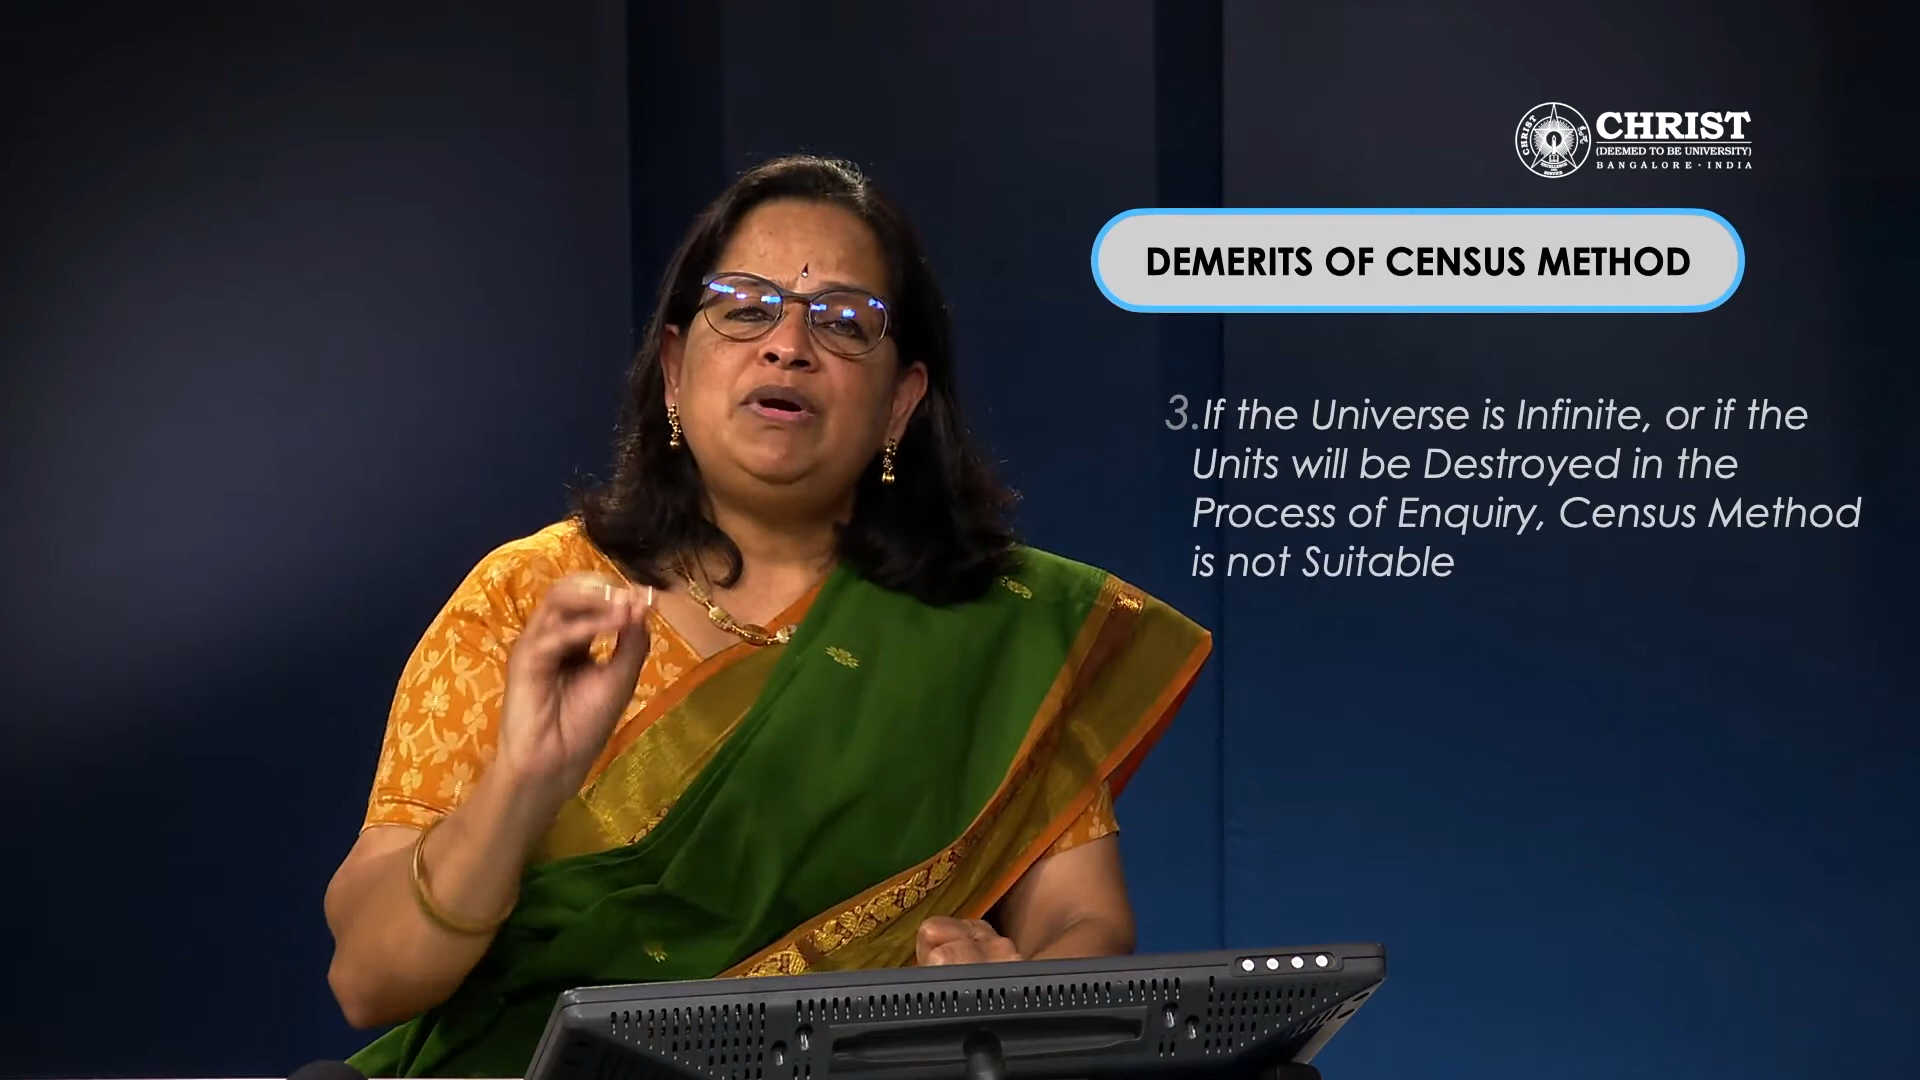 CHRIST
CHRIST
(DEEMED TO BE UNIVERSITY)
BANGALORE · INDIA
DEMERITS OF CENSUS METHOD
3.If the Universe is Infinite, or if the
Units will be Destroyed in the
Process of Enquiry, Census Method
is not Suitable